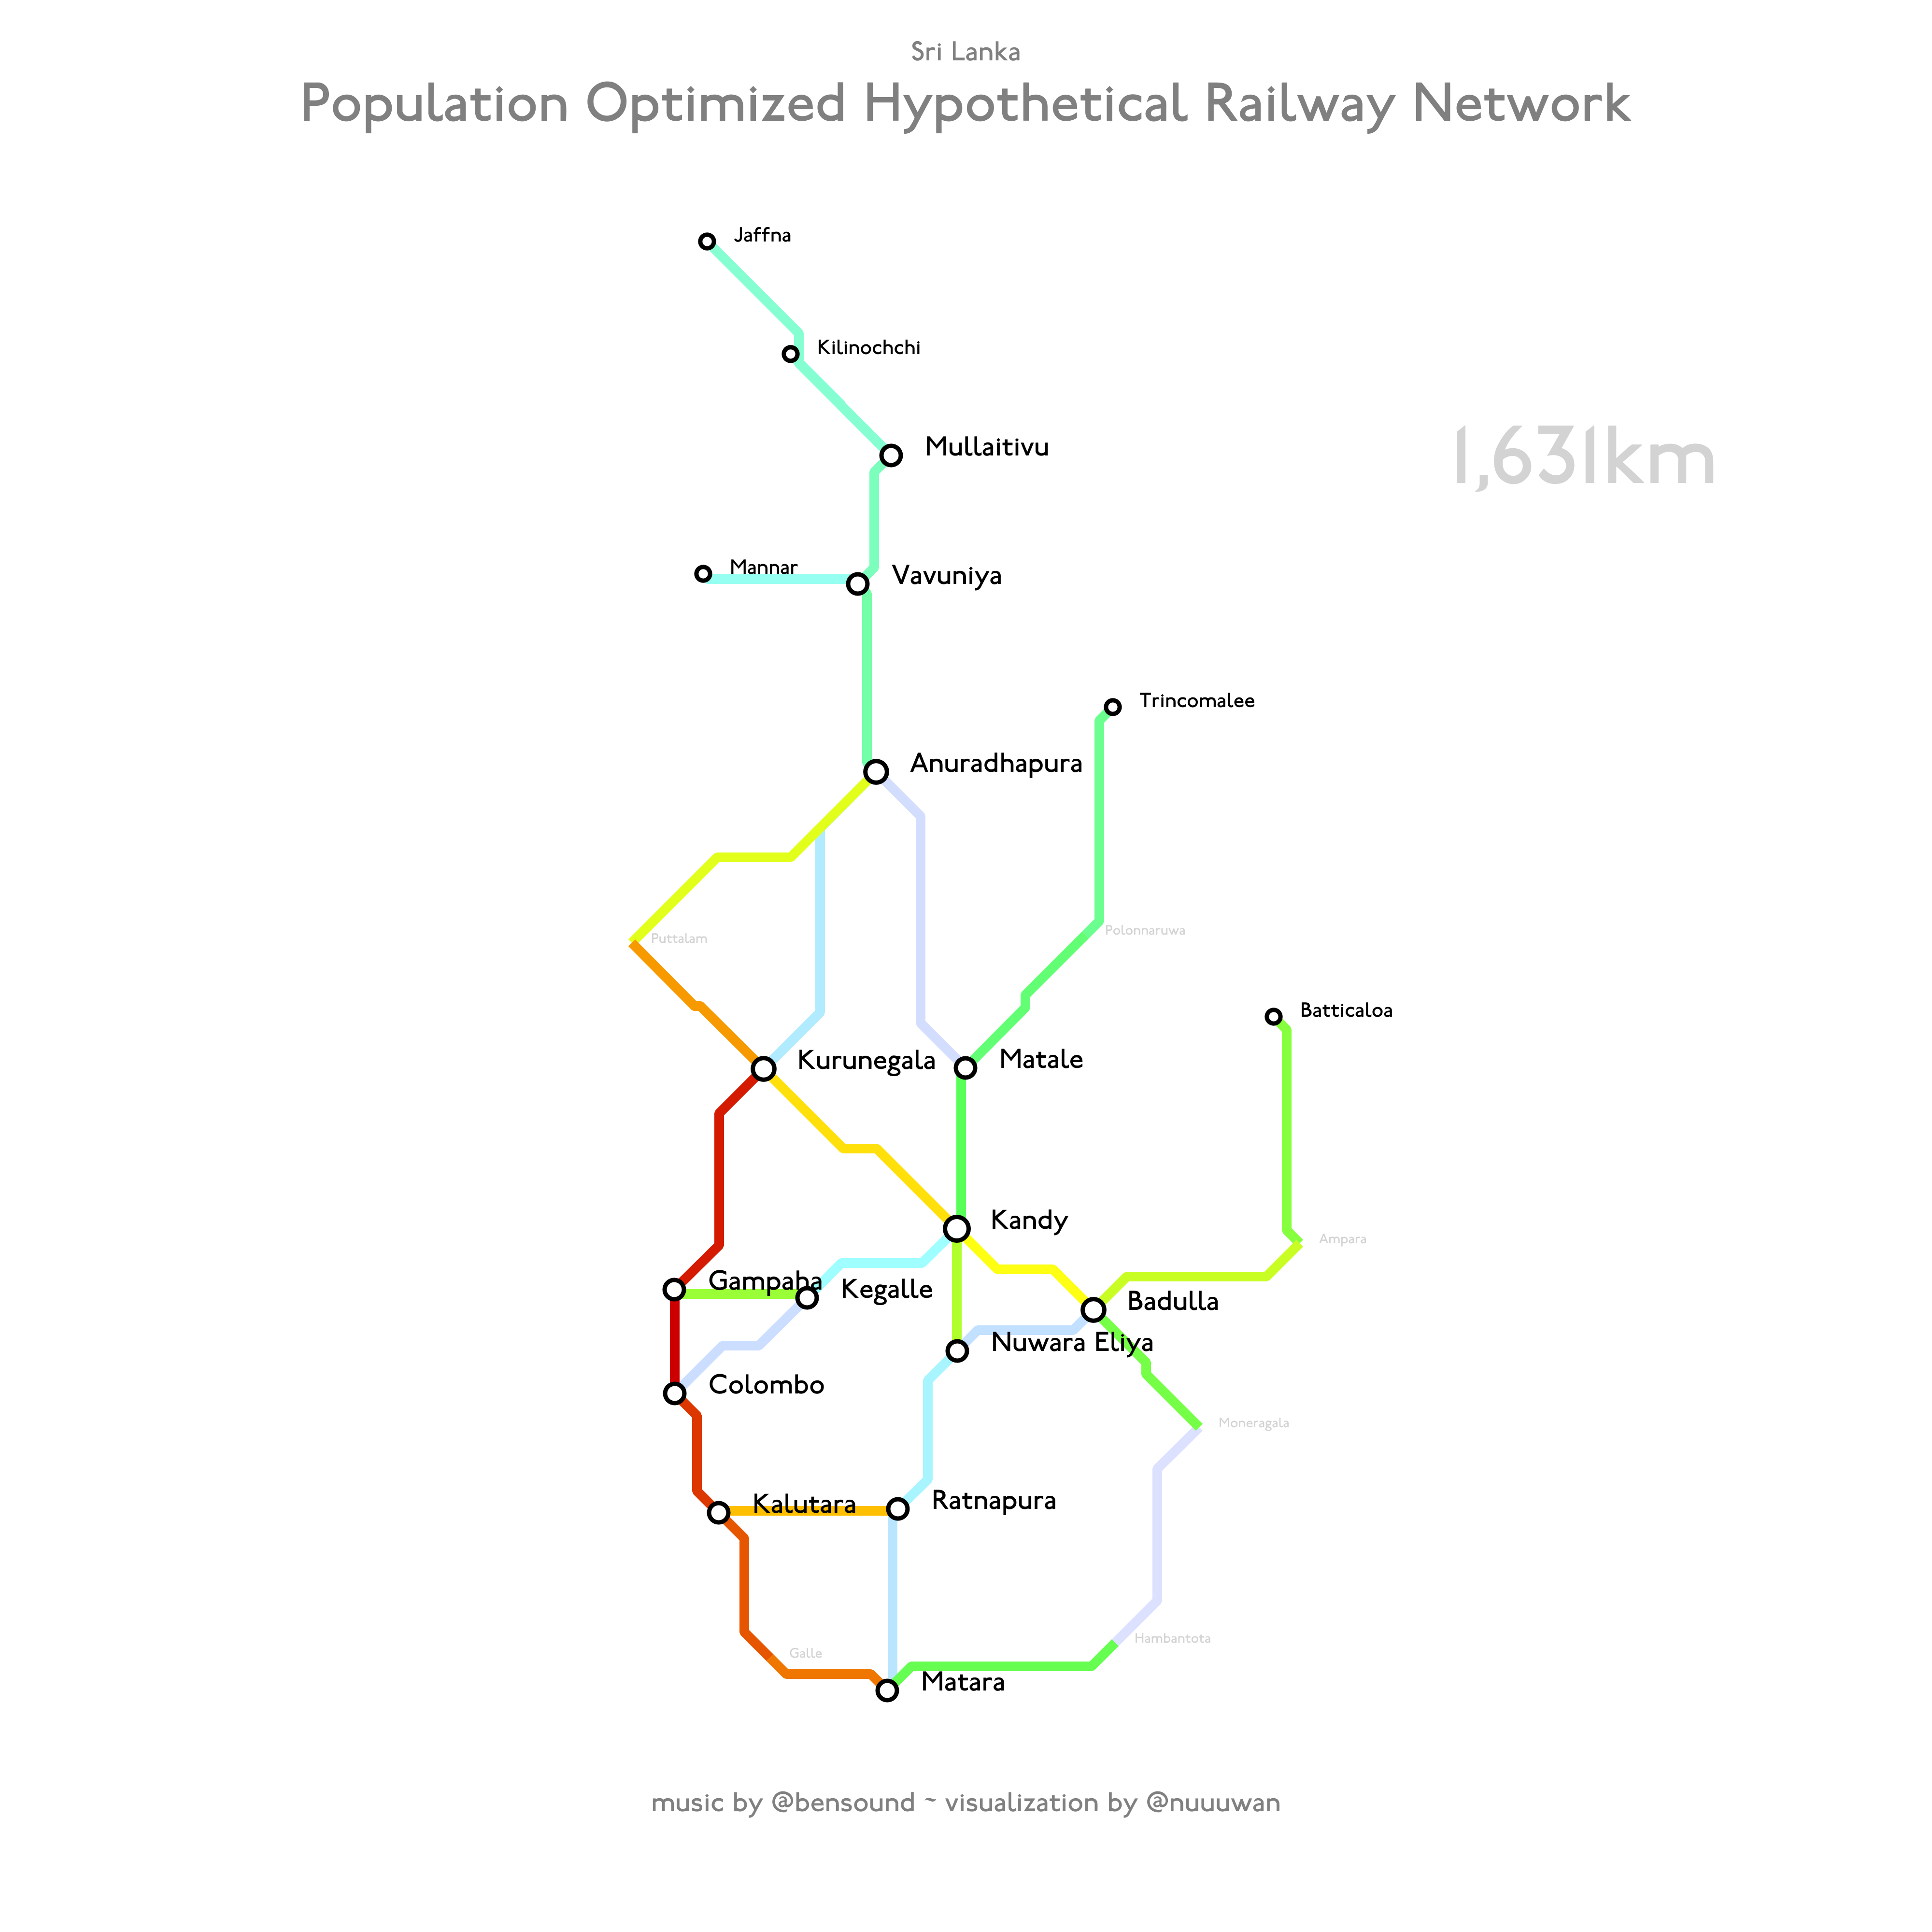 Sri Lanka
Population Optimized Hypothetical Railway Network
Jaffna
Kilinochchi
Mullaitivu
1,631km
Mannar
Vavuniya
Trincomalee
Anuradhapura
Puttalam
Polonnaruwa
Batticaloa
Kurunegala
Matale
Kandy
Ampara
Gampaha
Kegalle
Badulla
Nuwara Eliya
Colombo
Moneragala
Kalutara
Ratnapura
Hambantota
Galle
Matara
music by @bensound ~ visualization by @nuuuwan